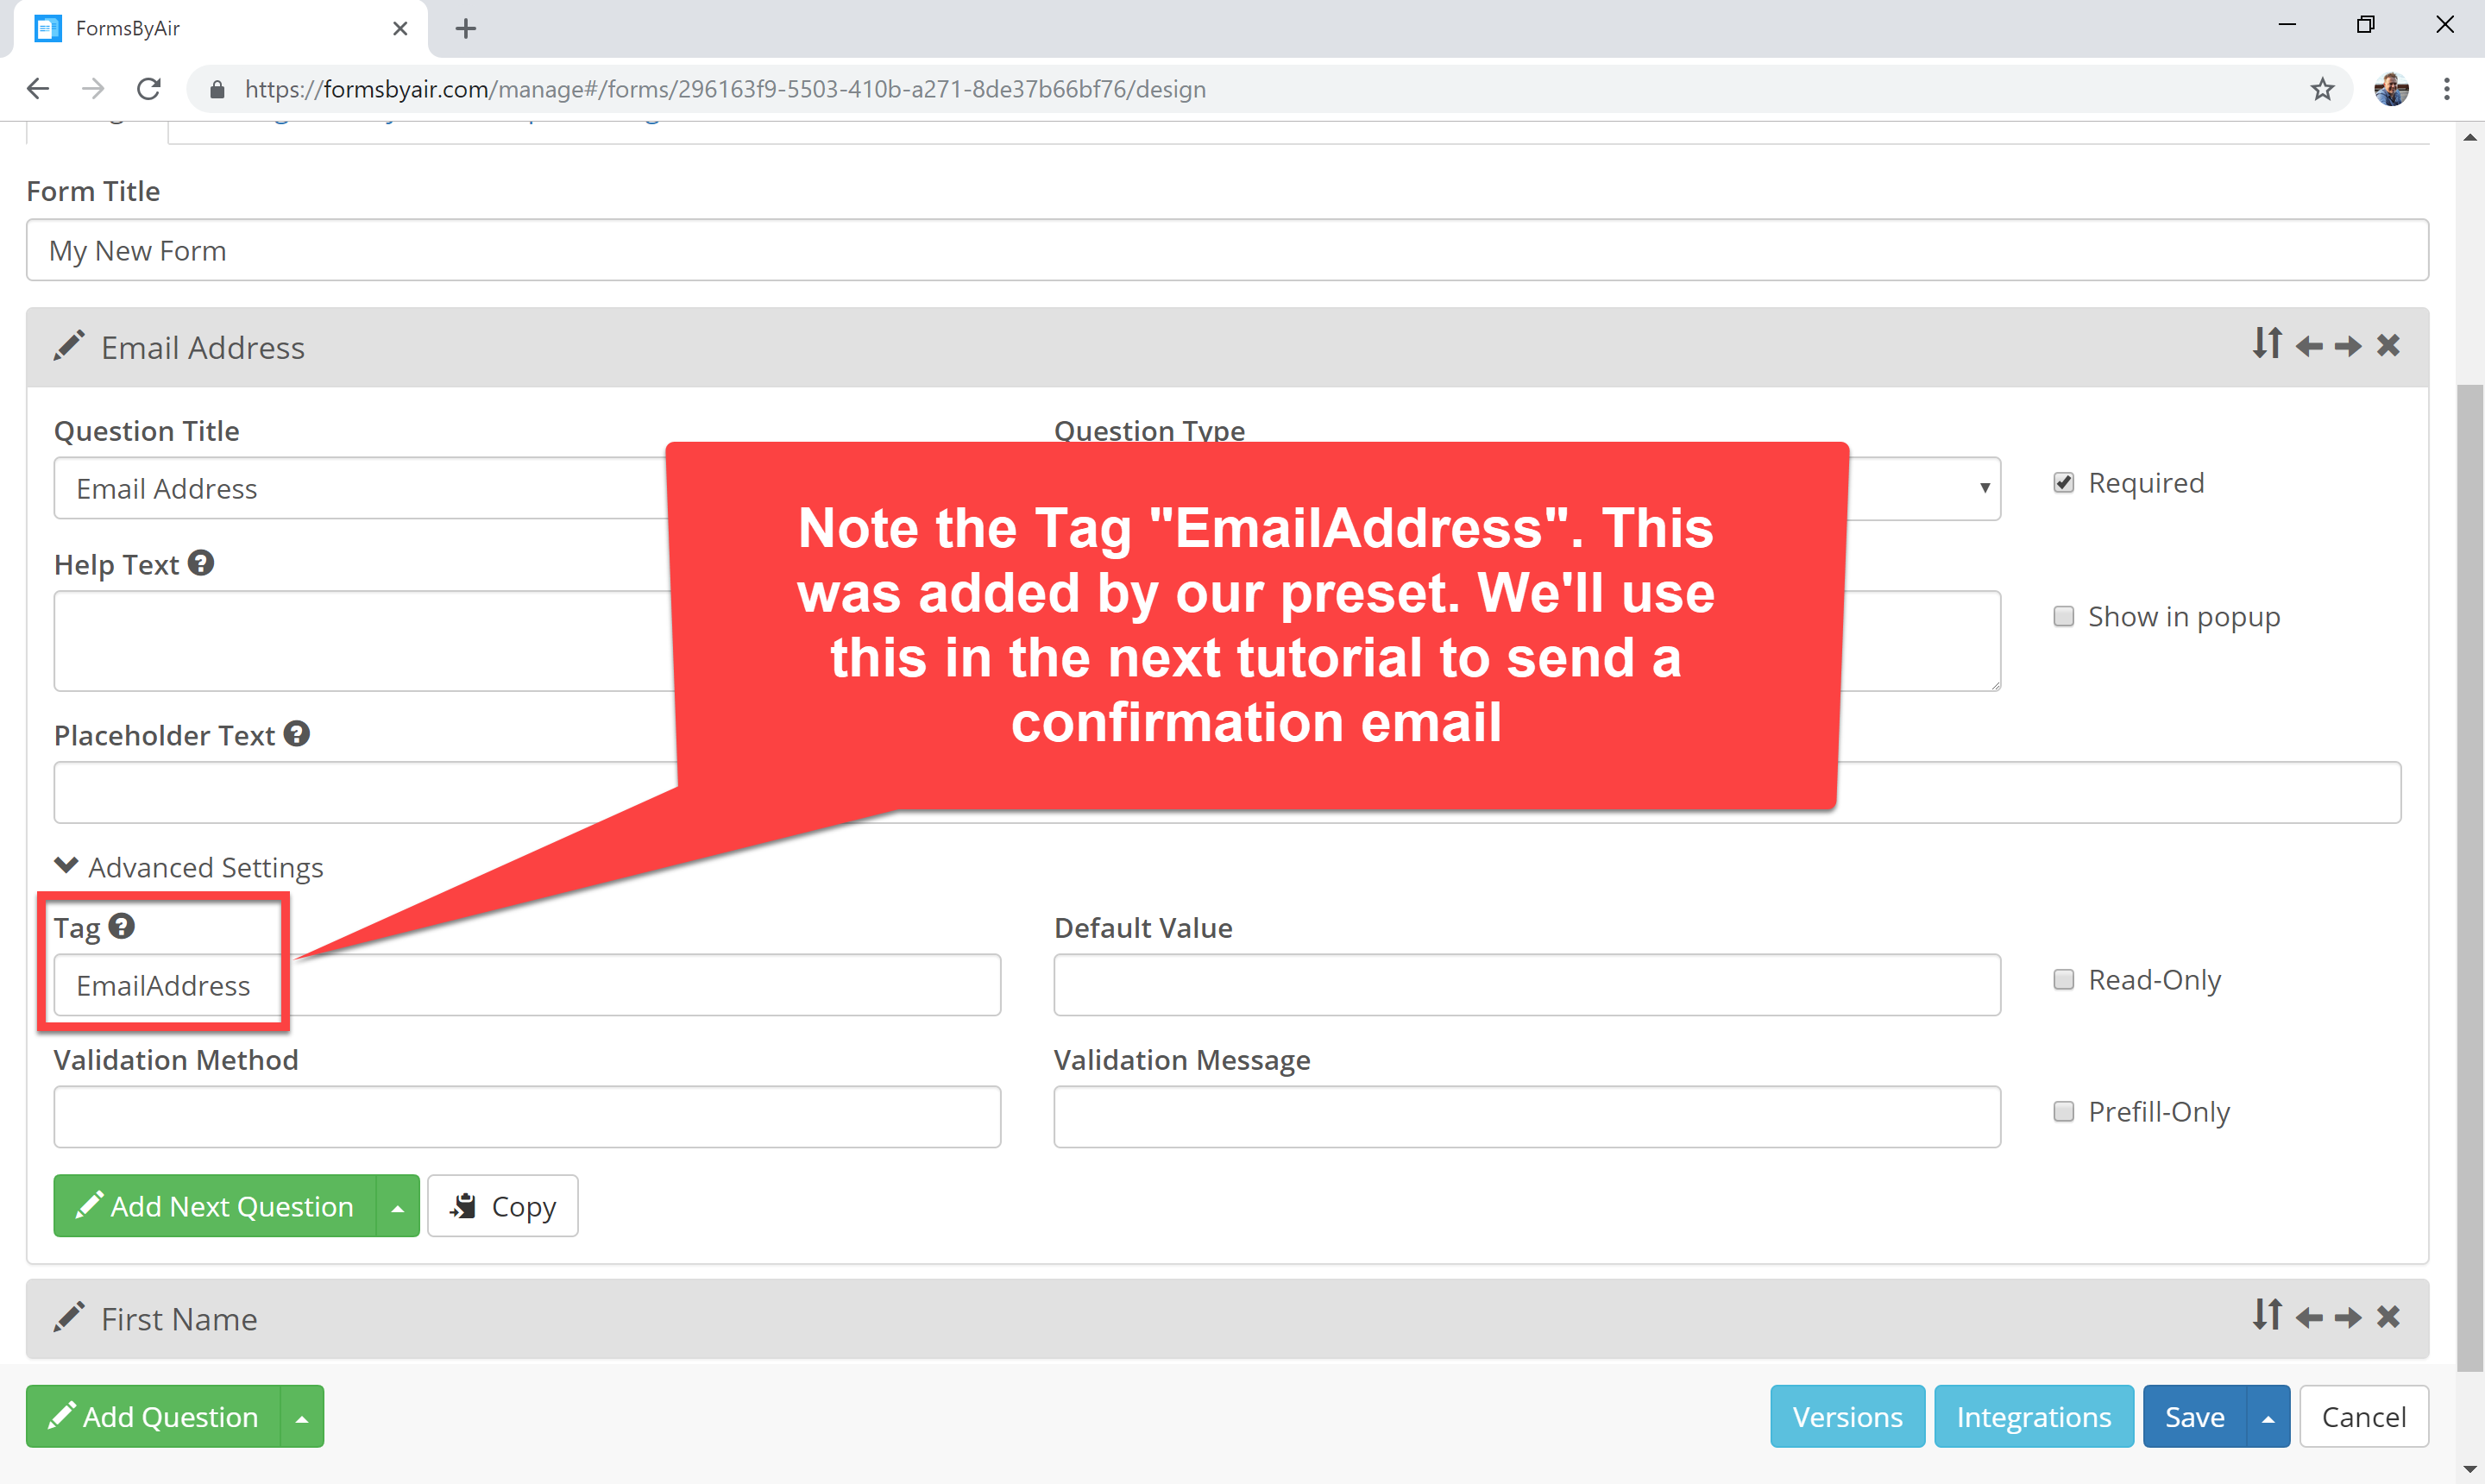 FormsByAir
https://formsbyair.com/manage#/forms/296163f9-5503-410b-a271-8de37b66bf76/design
Form Title
My New Form
Email Address
Question Title
Question Type
Email Address
Required
Note the Tag "EmailAddress". This
was added by our preset. We'll use
this in the next tutorial to send a
confirmation email
Help Text
Show in popup
Placeholder Text
Advanced Settings
Tag
Default Value
EmailAddress
Read-Only
Validation Method
Validation Message
Prefill-Only
Add Next Question
Copy
First Name
Add Question
Versions
Integrations
Save
Cancel